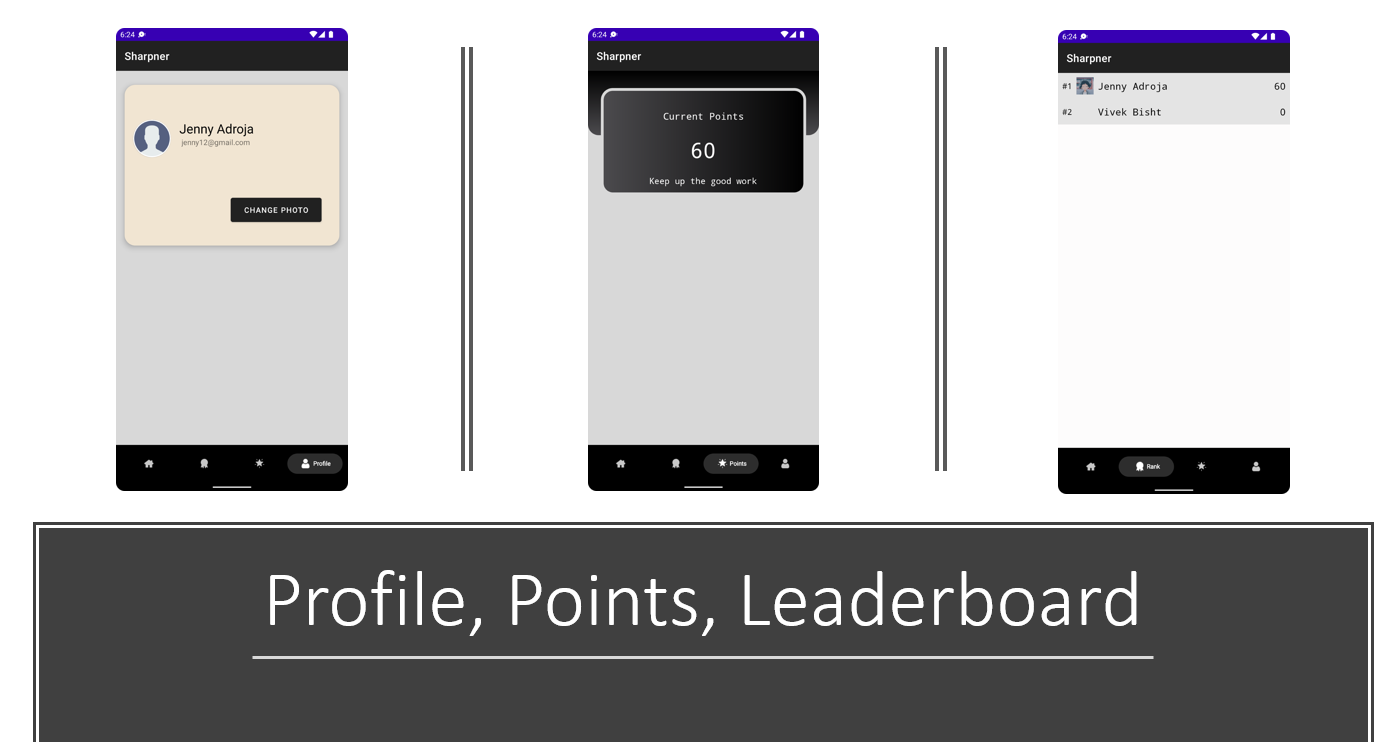 6:24
Sharpner
Jenny Adroja
jenny12@gmail.com
CHANGE PHOTO
Profile
6:24
Sharpner
Current Points
60
Keep up the good work
Points
6:24
Sharpner
#1 Jenny Adroja 60
#2 Vivek Bisht 0
Rank
Profile, Points, Leaderboard